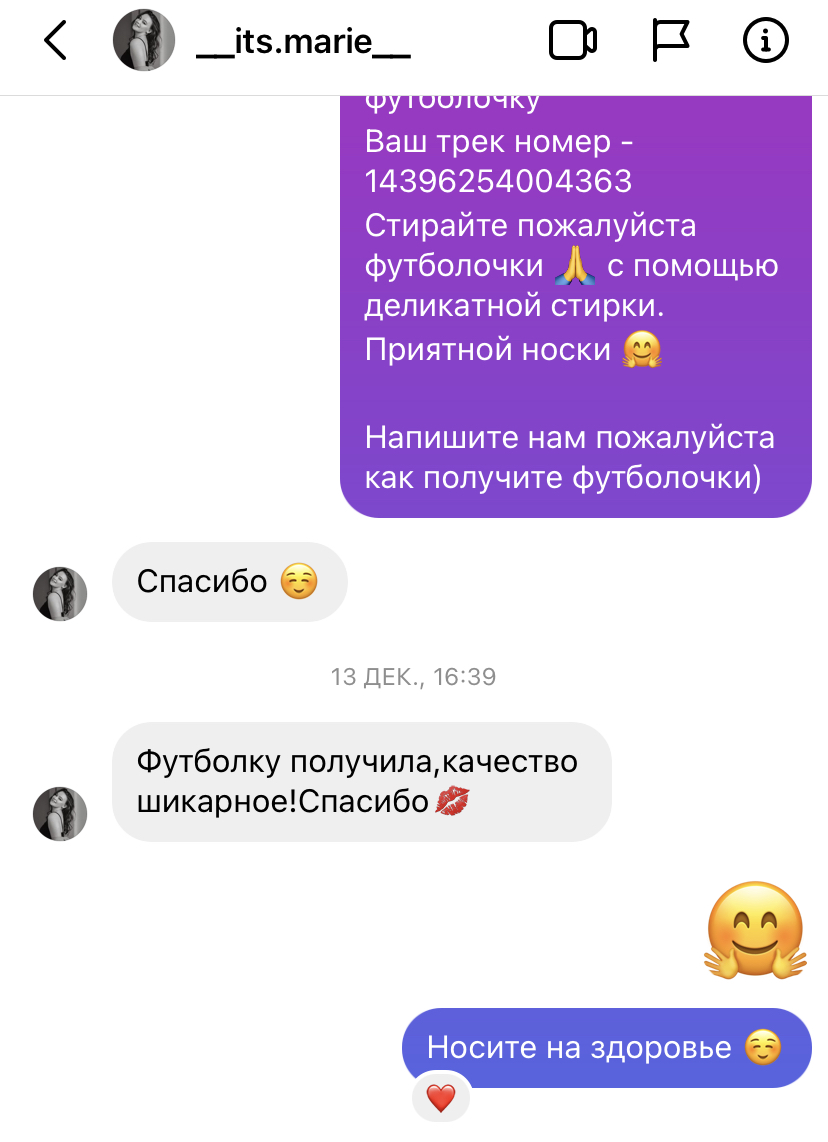 __its.marie__
футболочку
Ваш трек номер -
14396254004363
Стирайте пожалуйста
футболочки 🙏 с помощью
деликатной стирки.
Приятной носки 🤗
Напишите нам пожалуйста
как получите футболочки)
Спасибо ☺️
13 ДЕК., 16:39
Футболку получила,качество
шикарное!Спасибо💋
🤗
Носите на здоровье ☺️
❤️